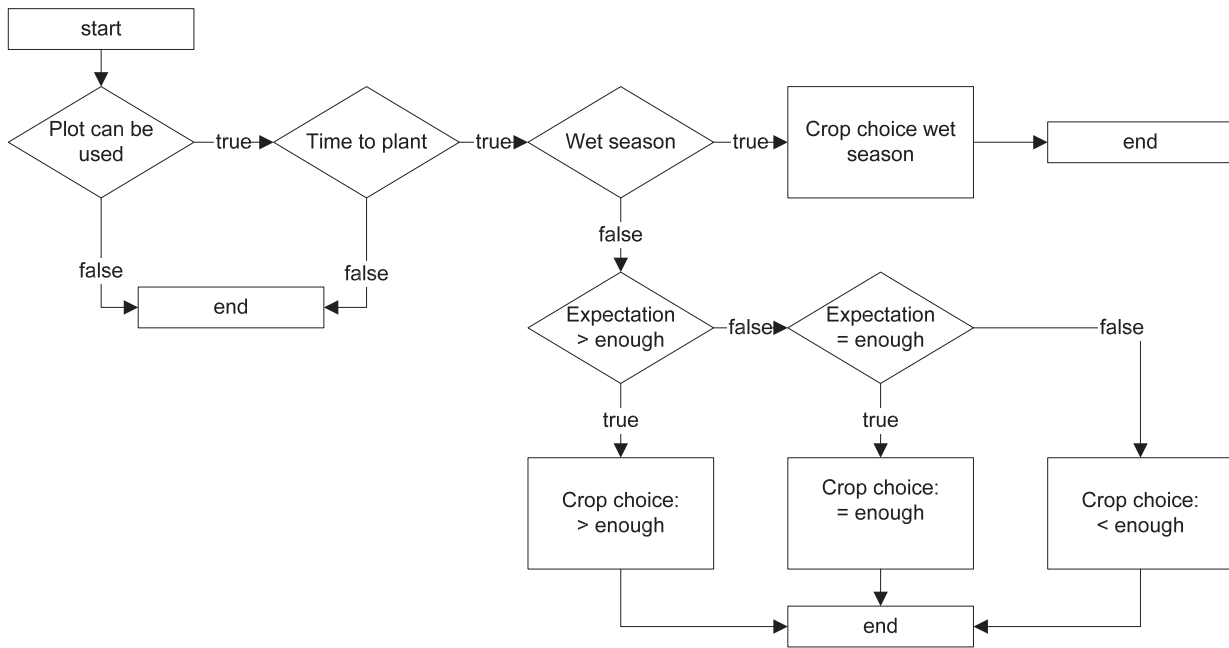 start
Plot can be
used
true
Time to plant
true
Wet season
true
Crop choice wet
season
end
false
false
end
false
Expectation
> enough
false
Expectation
= enough
false
true
true
Crop choice:
> enough
Crop choice:
= enough
Crop choice:
< enough
end